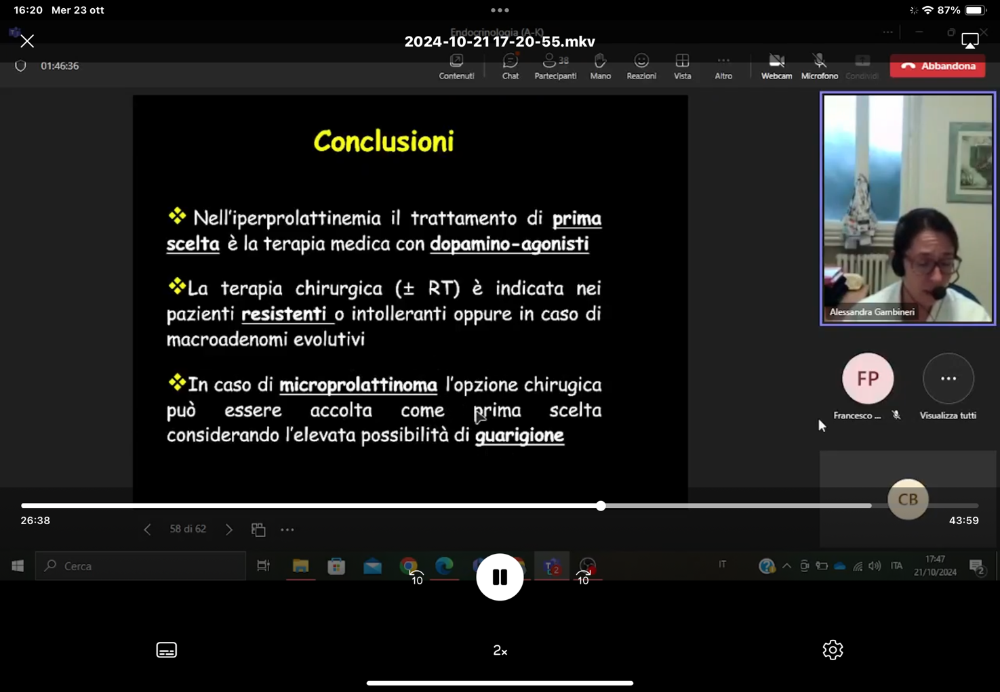 16:20 Mer 23 ott
87%
Endocrinologia (A-K)
2024-10-21 17-20-55.mkv
01:46:36
Contenuti
Chat
38
Partecipanti
Mano
Reazioni
Vista
Altro
Webcam
Microfono
Condividi
Abbandona
Conclusioni
Nell'iperprolattinemia il trattamento di prima
scelta è la terapia medica con dopamino-agonisti
La terapia chirurgica (± RT) è indicata nei
pazienti resistenti o intolleranti oppure in caso di
macroadenomi evolutivi
In caso di microprolattinoma l'opzione chirugica
può essere accolta come prima scelta
considerando l'elevata possibilità di guarigione
Alessandra Gambineri
FP
Francesco ...
Visualizza tutti
CB
26:38
43:59
58 di 62
Cerca
10
10
2
IT
ITA
17:47
21/10/2024
2
2x